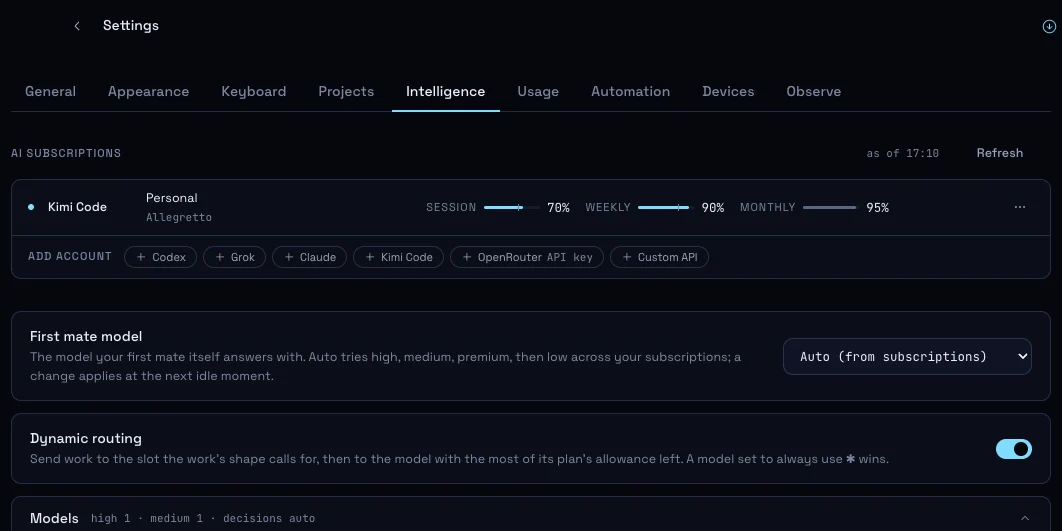 Settings
General Appearance Keyboard Projects Intelligence Usage Automation Devices Observe
AI SUBSCRIPTIONS as of 17:10 Refresh
Kimi Code Personal SESSION 70% WEEKLY 90% MONTHLY 95% ...
Allegretto
ADD ACCOUNT + Codex + Grok + Claude + Kimi Code + OpenRouter API key + Custom API
First mate model
The model your first mate itself answers with. Auto tries high, medium, premium, then low across your subscriptions; a
change applies at the next idle moment.
Auto (from subscriptions)
Dynamic routing
Send work to the slot the work's shape calls for, then to the model with the most of its plan's allowance left. A model set to always use ✱ wins.
Models high 1 · medium 1 · decisions auto